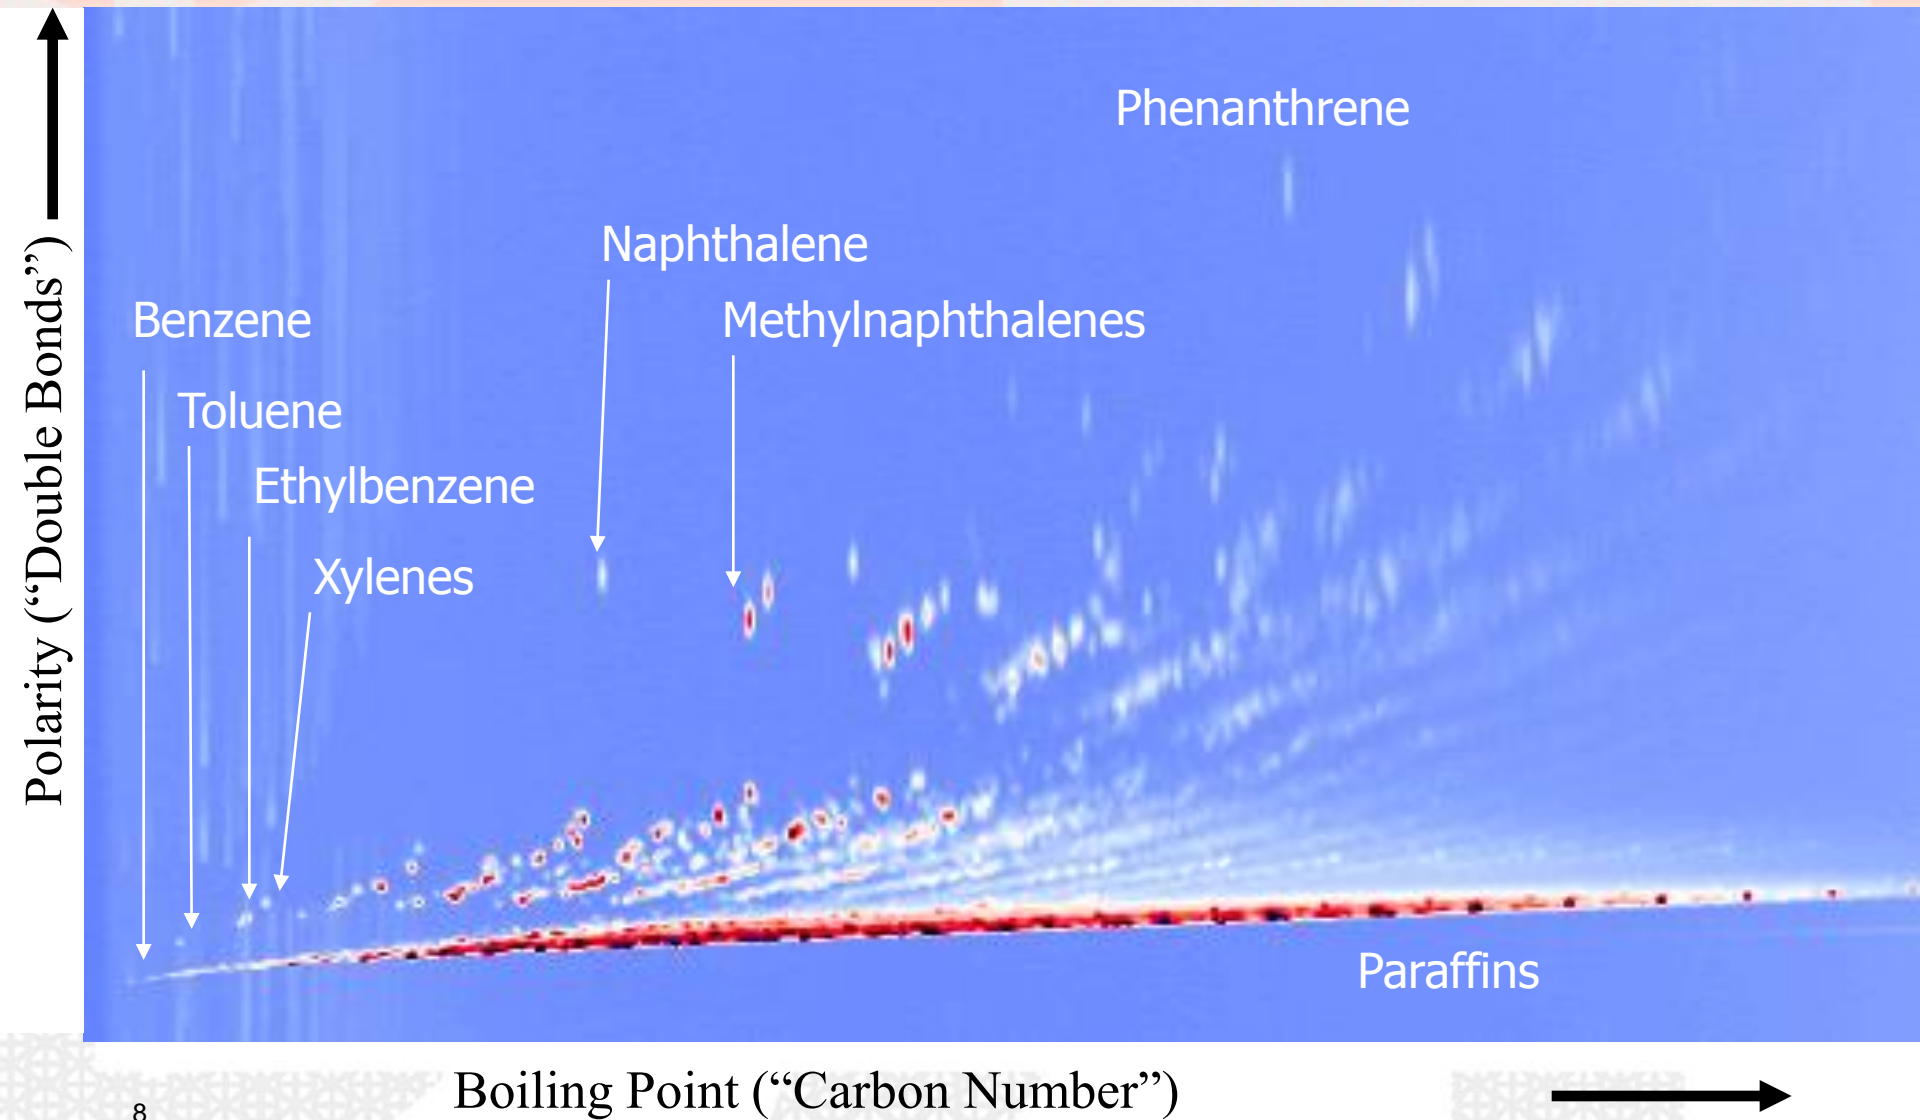 Phenanthrene
Naphthalene
Benzene
Methylnaphthalenes
Toluene
Ethylbenzene
Xylenes
Paraffins
Polarity (“Double Bonds”)
Boiling Point (“Carbon Number”)
8